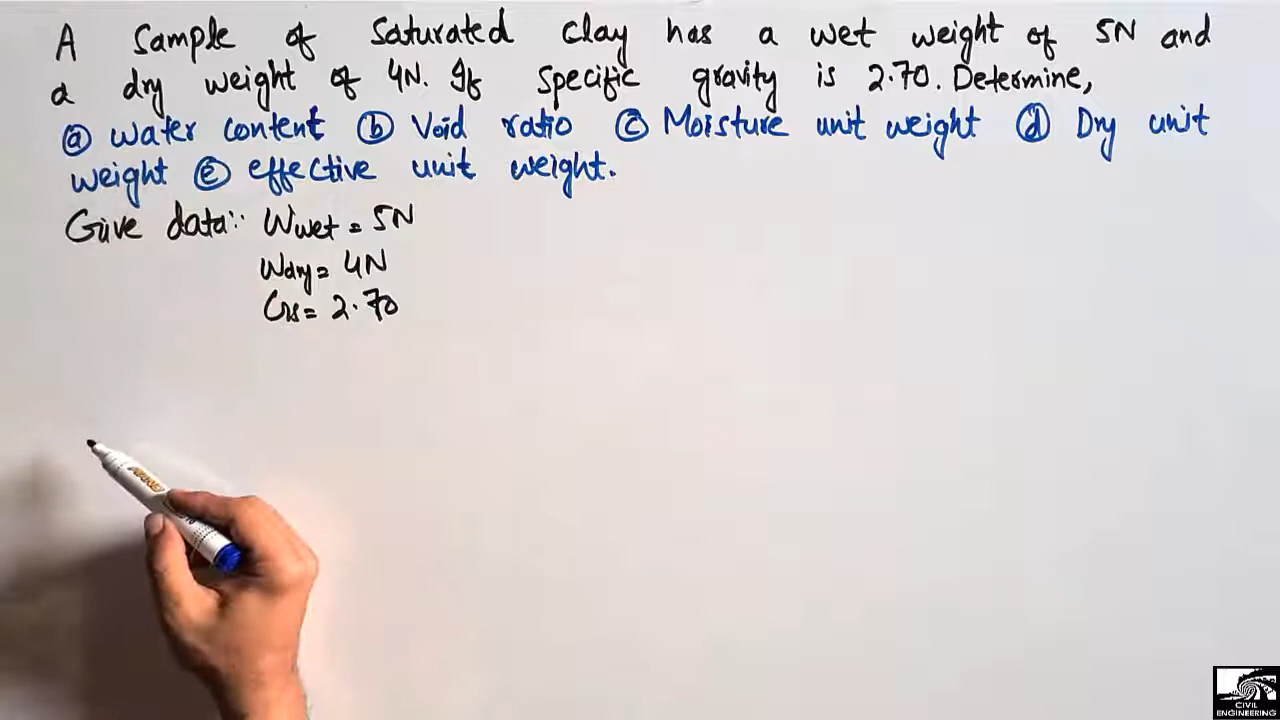 A Sample of Saturated clay has a wet weight of 5N and
a dry weight of 4N. If Specific gravity is 2.70. Determine,
ⓐ Water content ⓑ Void ratio ⓒ Moisture unit weight ⓓ Dry unit
weight ⓔ effective unit weight.
Give data:- Wwet = 5N
Wdry = 4N
Gs = 2.70
CIVIL
ENGINEERING